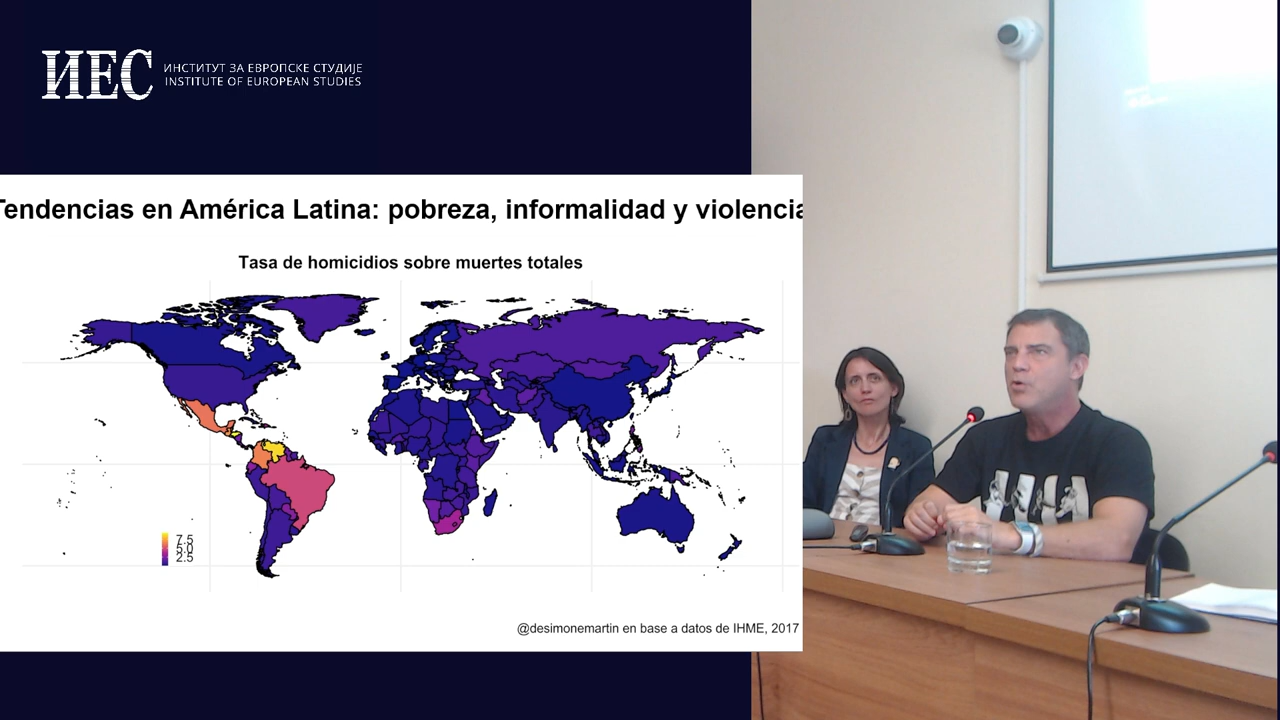 ИЕС
ИНСТИТУТ ЗА ЕВРОПСКЕ СТУДИЈЕ
INSTITUTE OF EUROPEAN STUDIES
Tendencias en América Latina: pobreza, informalidad y violencia
Tasa de homicidios sobre muertes totales
7.5
5.0
2.5
@desimonemartin en base a datos de IHME, 2017